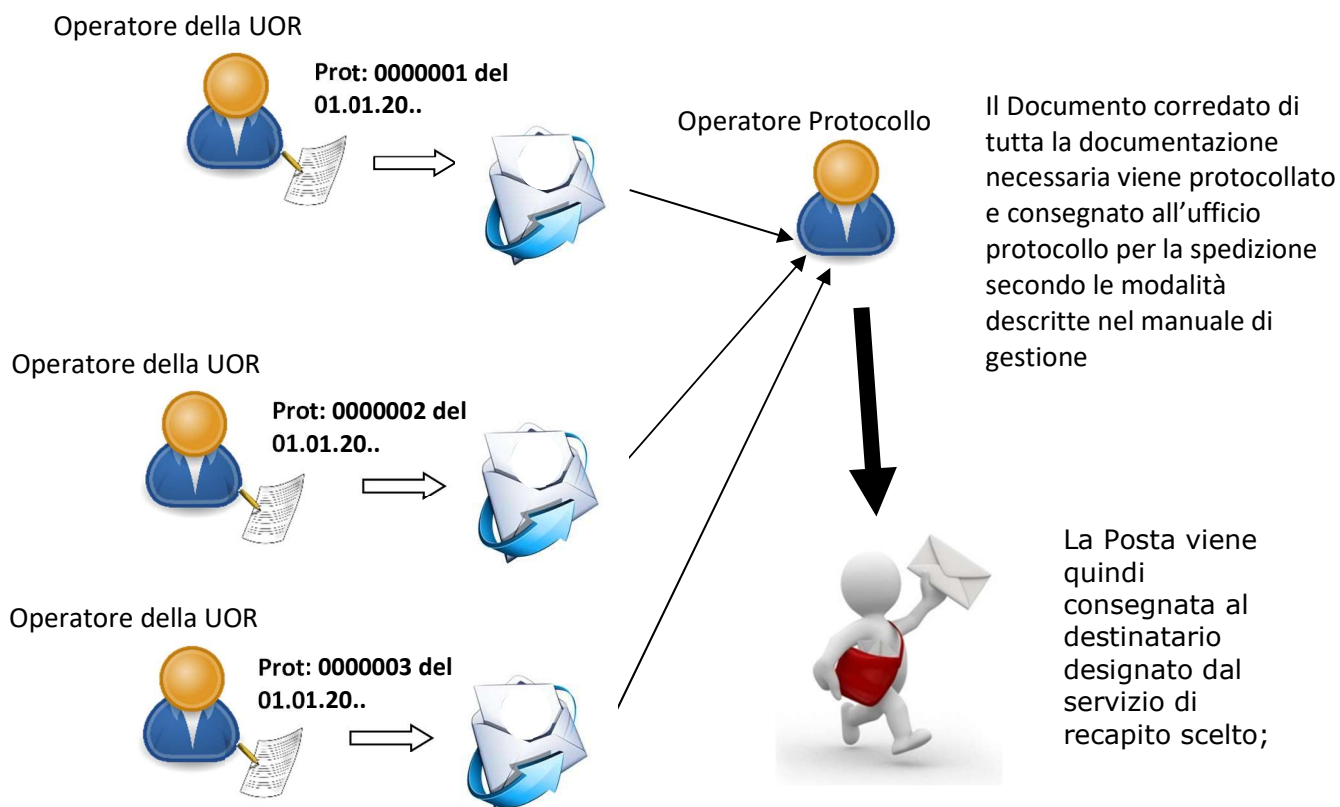 Operatore della UOR
Prot: 0000001 del
01.01.20..
Operatore Protocollo
Il Documento corredato di
tutta la documentazione
necessaria viene protocollato
e consegnato all’ufficio
protocollo per la spedizione
secondo le modalità
descritte nel manuale di
gestione
Operatore della UOR
Prot: 0000002 del
01.01.20..
La Posta viene
quindi
consegnata al
destinatario
designato dal
servizio di
recapito scelto;
Operatore della UOR
Prot: 0000003 del
01.01.20..